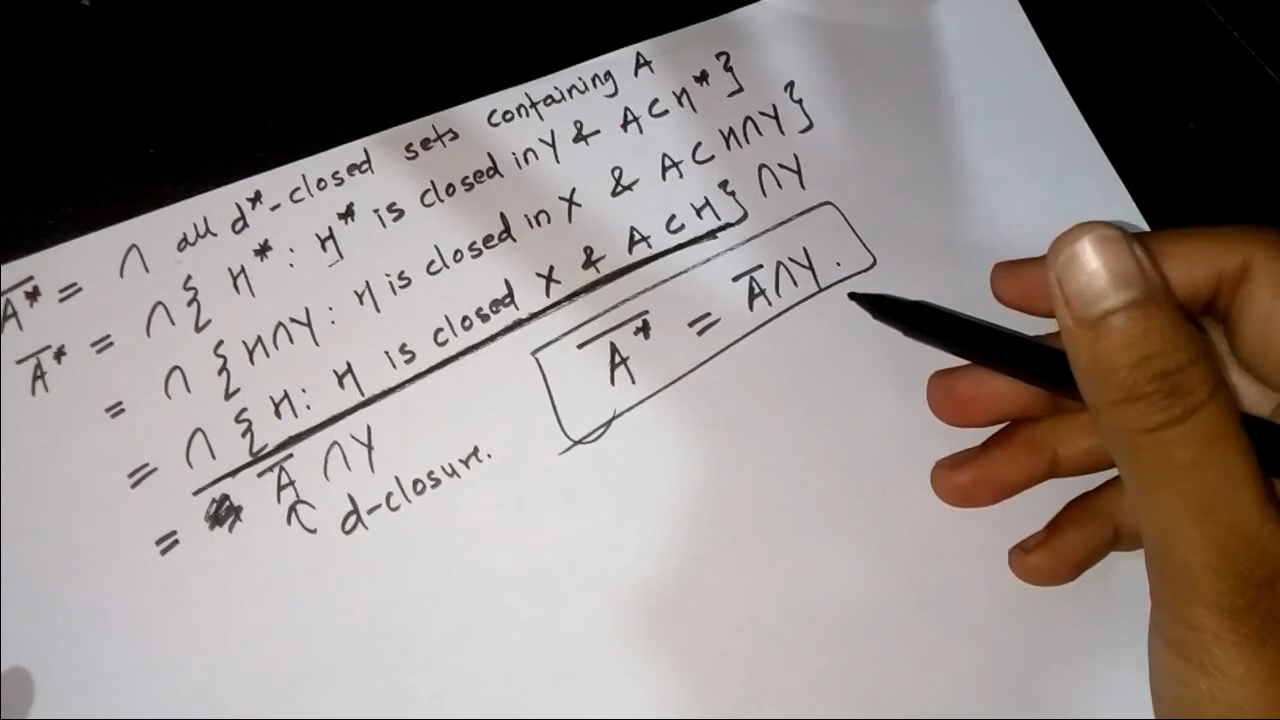 A̅* = ∩ all d*-closed sets containing A
A̅* = ∩ { H* : H* is closed in Y & A ⊂ H* }
= ∩ { H∩Y : H is closed in X & A ⊂ H∩Y }
= ∩ { H : H is closed X & A ⊂ H } ∩Y
= A̅ ∩Y
d-closure.
A̅* = A̅∩Y.